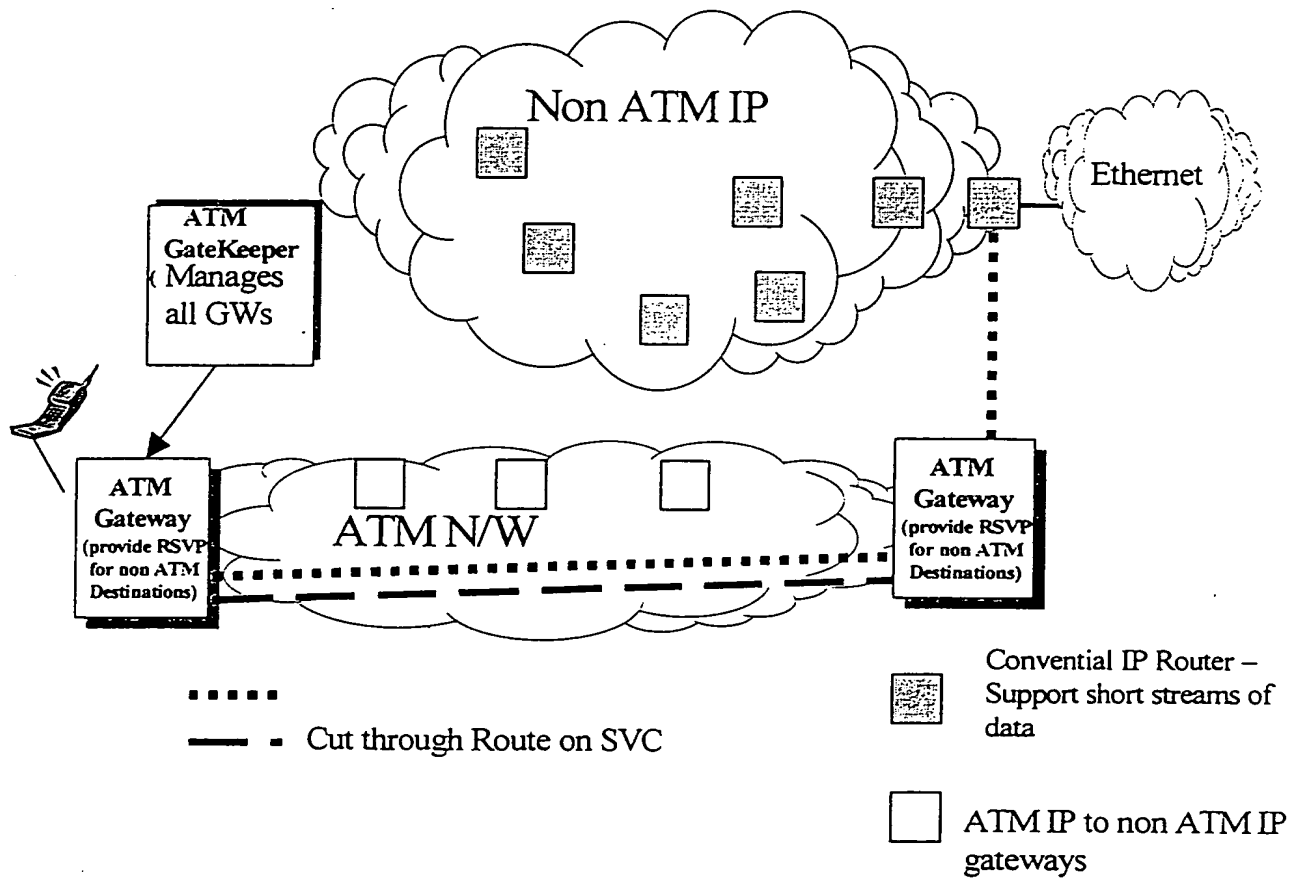 Non ATM IP
Ethernet
ATM
GateKeeper
( Manages
all GWs
ATM
Gateway
(provide RSVP
for non ATM
Destinations)
ATM N/W
ATM
Gateway
(provide RSVP
for non ATM
Destinations)
Convential IP Router –
Support short streams of
data
Cut through Route on SVC
ATM IP to non ATM IP
gateways